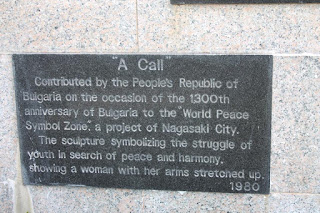 "A Call"
Contributed by the People's Republic of
Bulgaria on the occasion of the 1300th
anniversary of Bulgaria to the "World Peace
Symbol Zone", a project of Nagasaki City.
The sculpture symbolizing the struggle of
youth in search of peace and harmony,
showing a woman with her arms stretched up.
1980